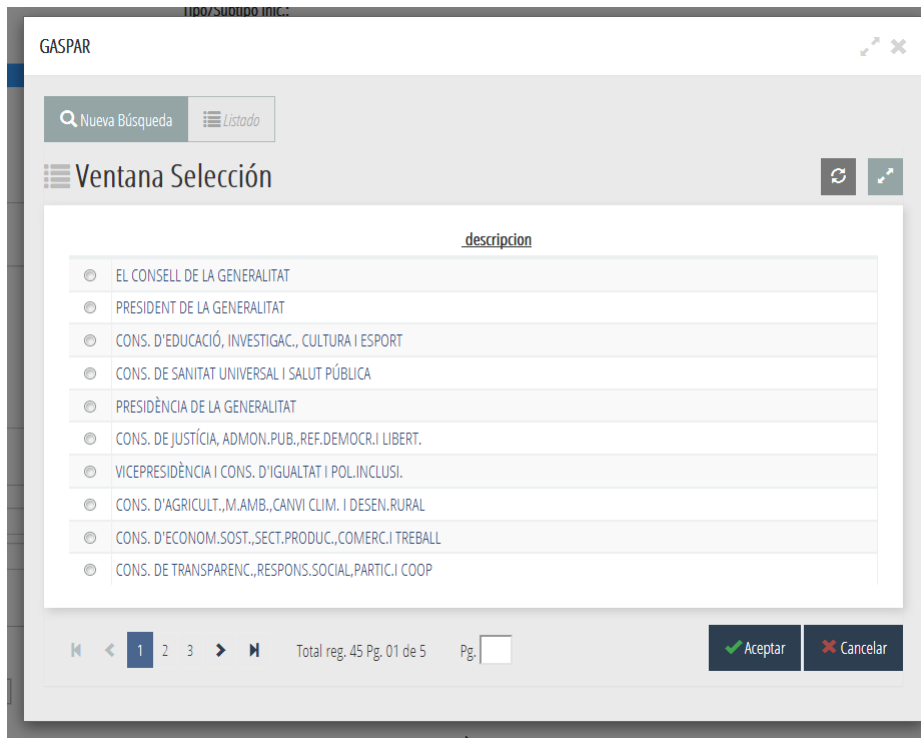 Tipo/Subtipo Inic.:
GASPAR
Nueva Búsqueda Listado
Ventana Selección
descripcion
EL CONSELL DE LA GENERALITAT
PRESIDENT DE LA GENERALITAT
CONS. D'EDUCACIÓ, INVESTIGAC., CULTURA I ESPORT
CONS. DE SANITAT UNIVERSAL I SALUT PÚBLICA
PRESIDÈNCIA DE LA GENERALITAT
CONS. DE JUSTÍCIA, ADMON.PUB.,REF.DEMOCR.I LIBERT.
VICEPRESIDÈNCIA I CONS. D'IGUALTAT I POL.INCLUSI.
CONS. D'AGRICULT.,M.AMB.,CANVI CLIM. I DESEN.RURAL
CONS. D'ECONOM.SOST.,SECT.PRODUC.,COMERC.I TREBALL
CONS. DE TRANSPARENC.,RESPONS.SOCIAL,PARTIC.I COOP
1 2 3 Total reg. 45 Pg. 01 de 5 Pg. Aceptar Cancelar